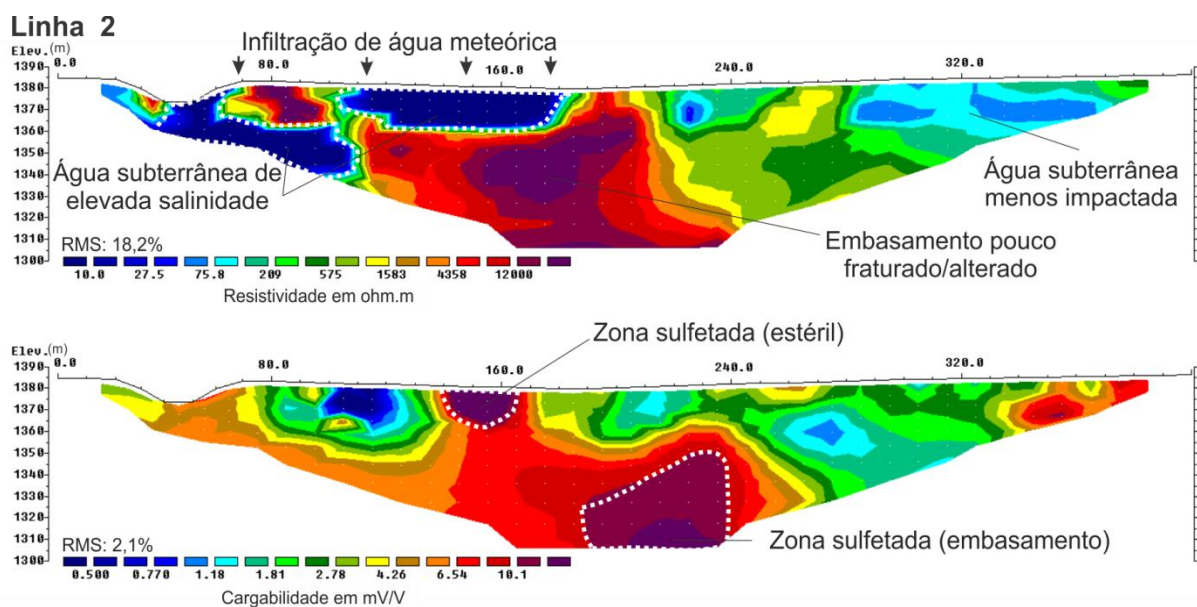 Linha 2
Infiltração de água meteórica
Elev. (m)
0.0 80.0 160.0 240.0 320.0
1390
1380
1370
1360
1350
1340
1330
1320
1310
1300
Água subterrânea de
elevada salinidade
Água subterrânea
menos impactada
Embasamento pouco
fraturado/alterado
RMS: 18,2%
10.0 27.5 75.8 209 575 1583 4358 12000
Resistividade em ohm.m
Zona sulfetada (estéril)
Elev. (m)
0.0 80.0 160.0 240.0 320.0
1390
1380
1370
1360
1350
1340
1330
1320
1310
1300
Zona sulfetada (embasamento)
RMS: 2,1%
0.500 0.770 1.18 1.81 2.78 4.26 6.54 10.1
Cargabilidade em mV/V